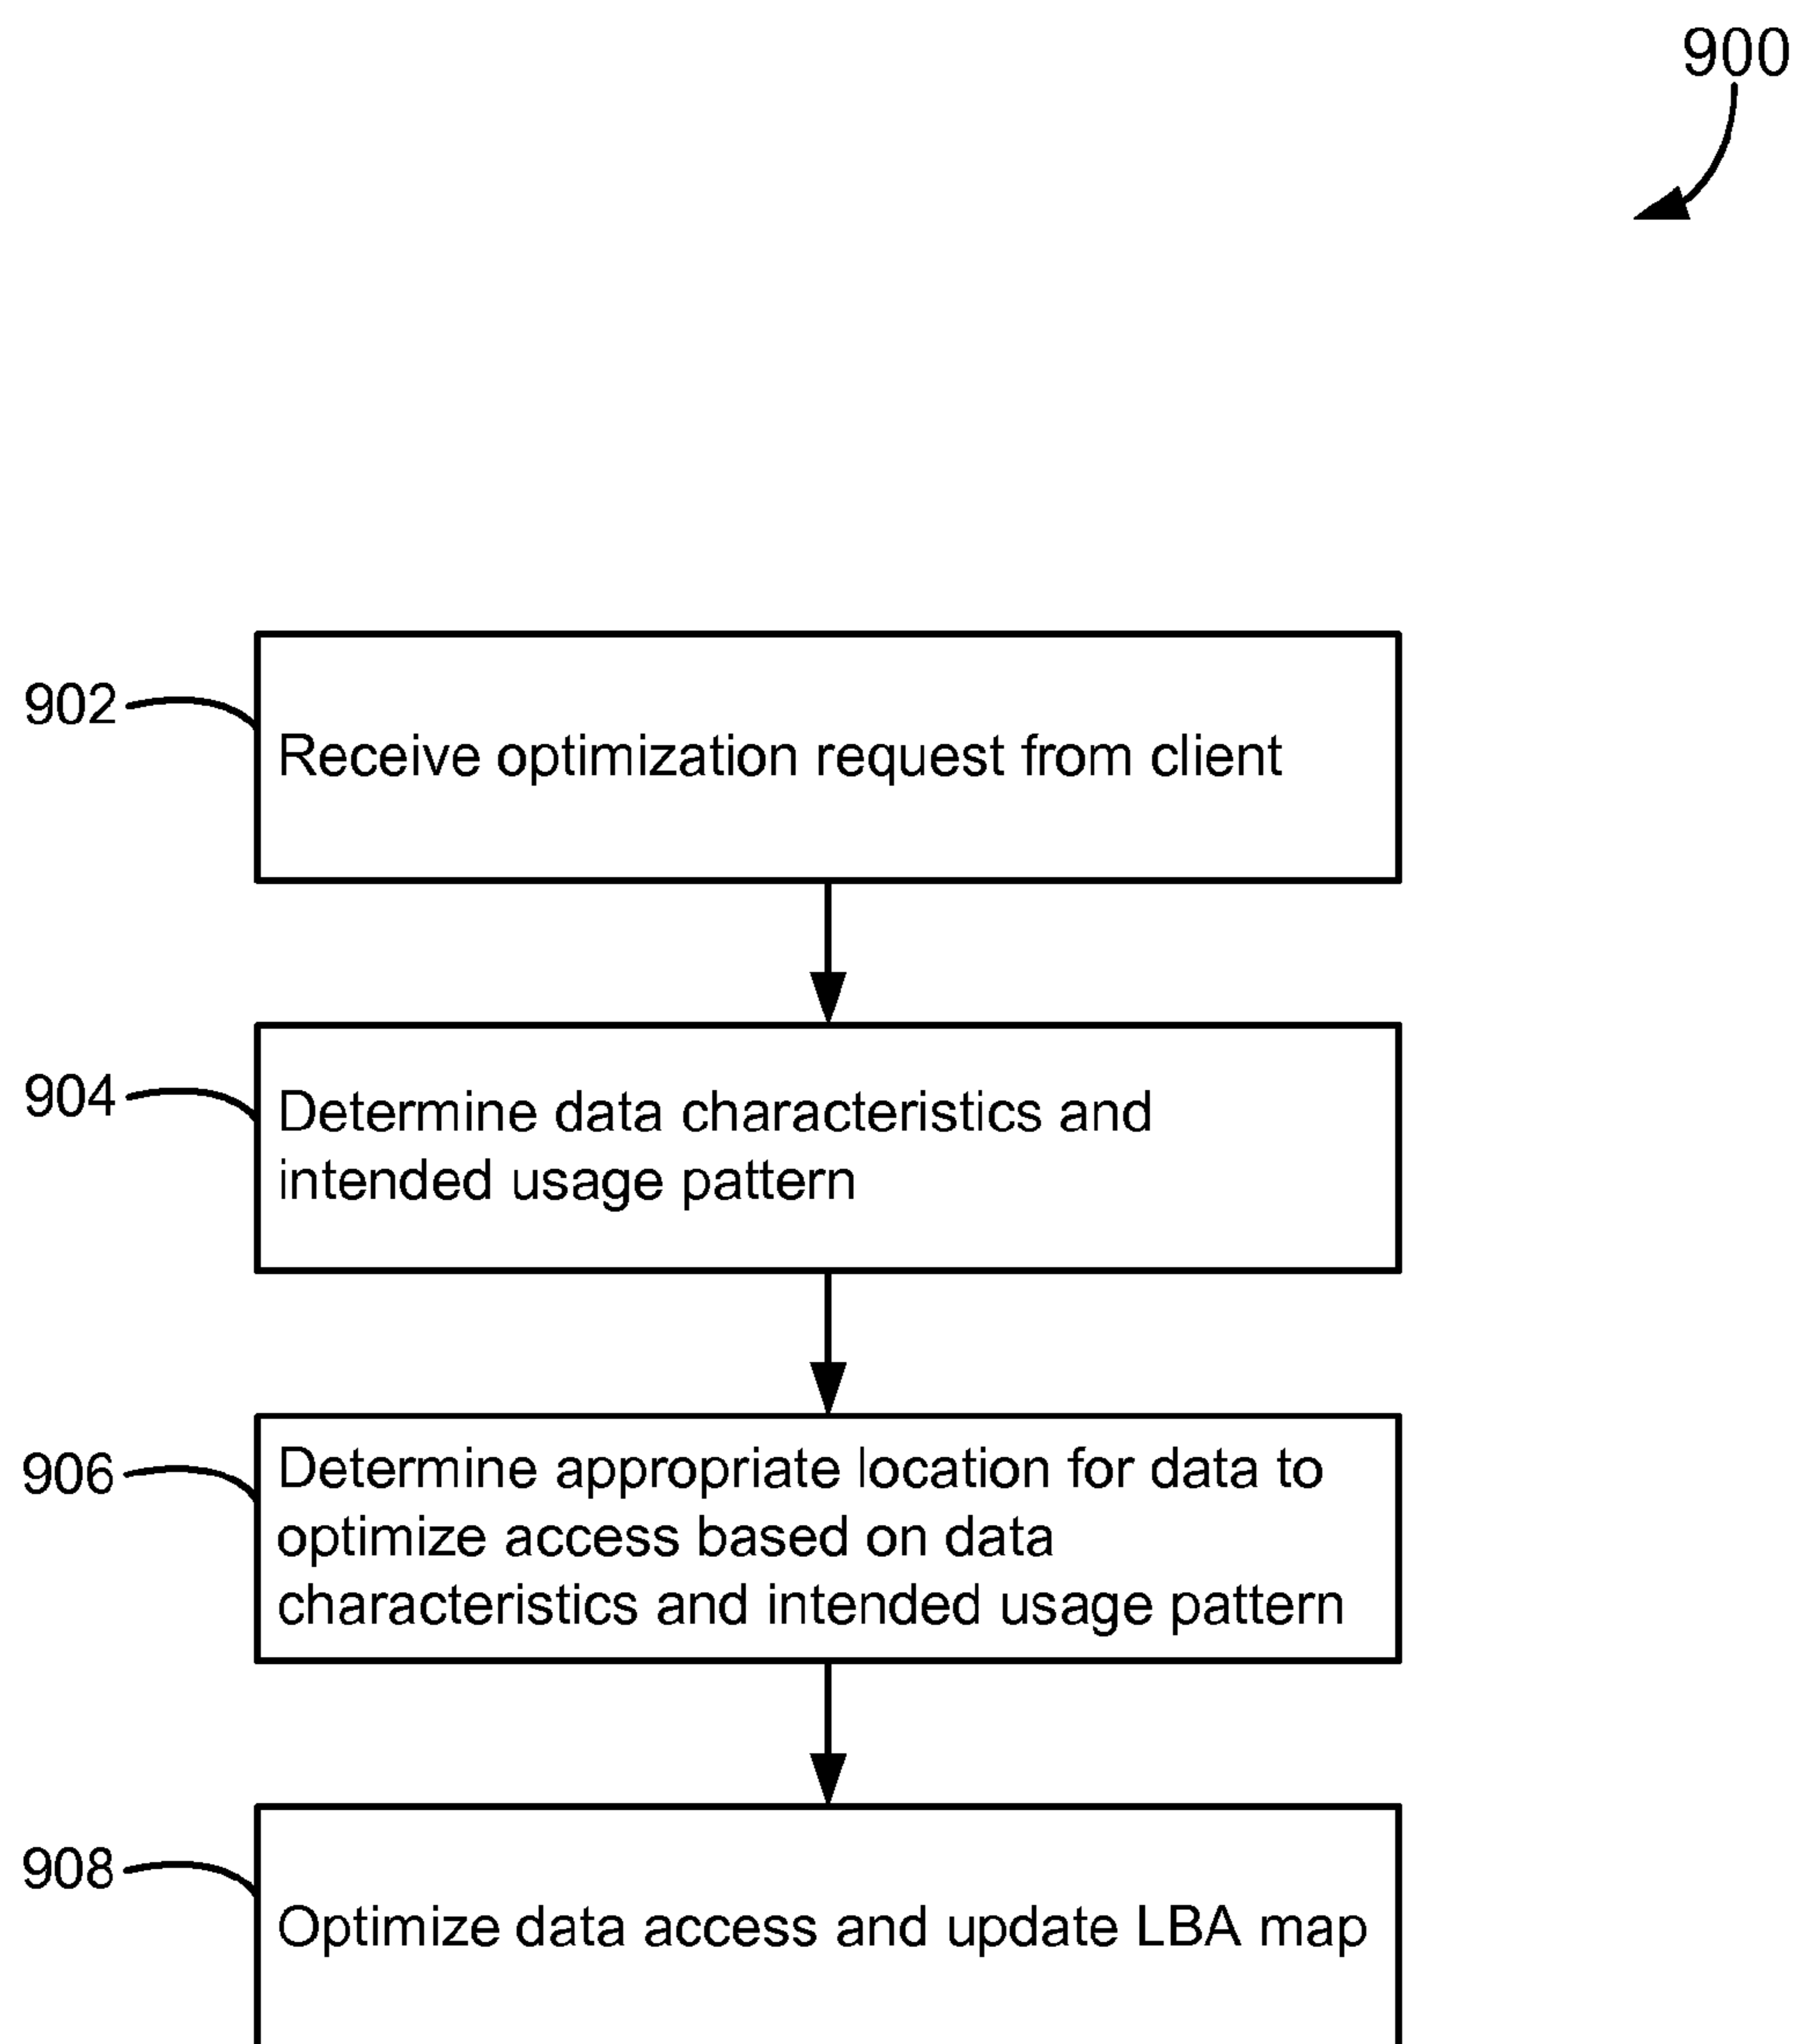 900
902
Receive optimization request from client
904
Determine data characteristics and
intended usage pattern
906
Determine appropriate location for data to
optimize access based on data
characteristics and intended usage pattern
908
Optimize data access and update LBA map